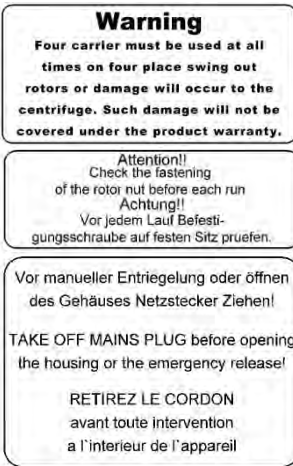 Warning
Four carrier must be used at all
times on four place swing out
rotors or damage will occur to the
centrifuge. Such damage will not be
covered under the product warranty.
Attention!!
Check the fastening
of the rotor nut before each run
Achtung!!
Vor jedem Lauf Befesti-
gungsschraube auf festen Sitz pruefen.
Vor manueller Entriegelung oder öffnen
des Gehäuses Netzstecker Ziehen!
TAKE OFF MAINS PLUG before opening
the housing or the emergency release!
RETIREZ LE CORDON
avant toute intervention
a l`interieur de l`appareil